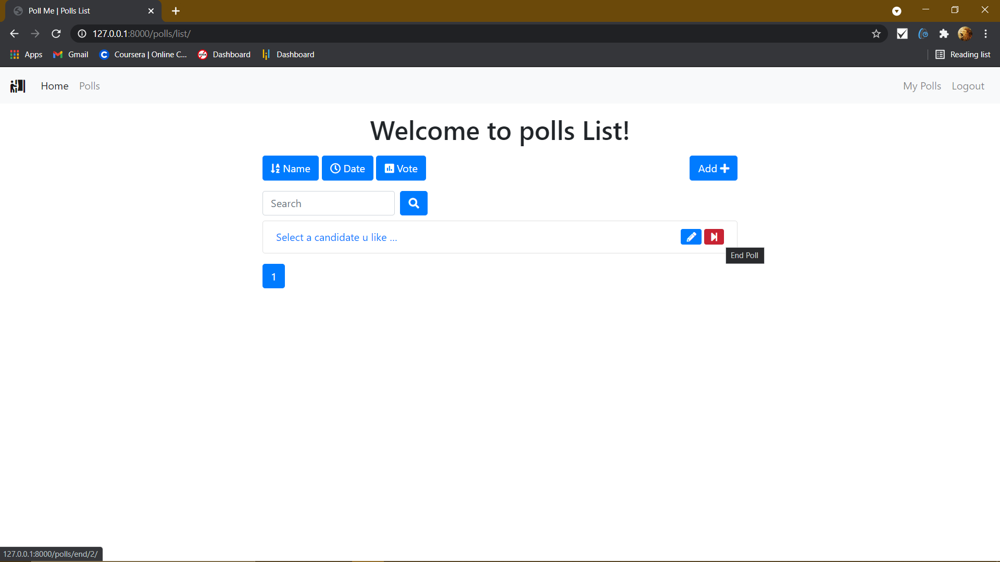 Poll Me | Polls List
127.0.0.1:8000/polls/list/
Apps Gmail Coursera | Online C... Dashboard Dashboard Reading list
Home Polls My Polls Logout
Welcome to polls List!
Name Date Vote Add
Search
Select a candidate u like ...
End Poll
1
127.0.0.1:8000/polls/end/2/